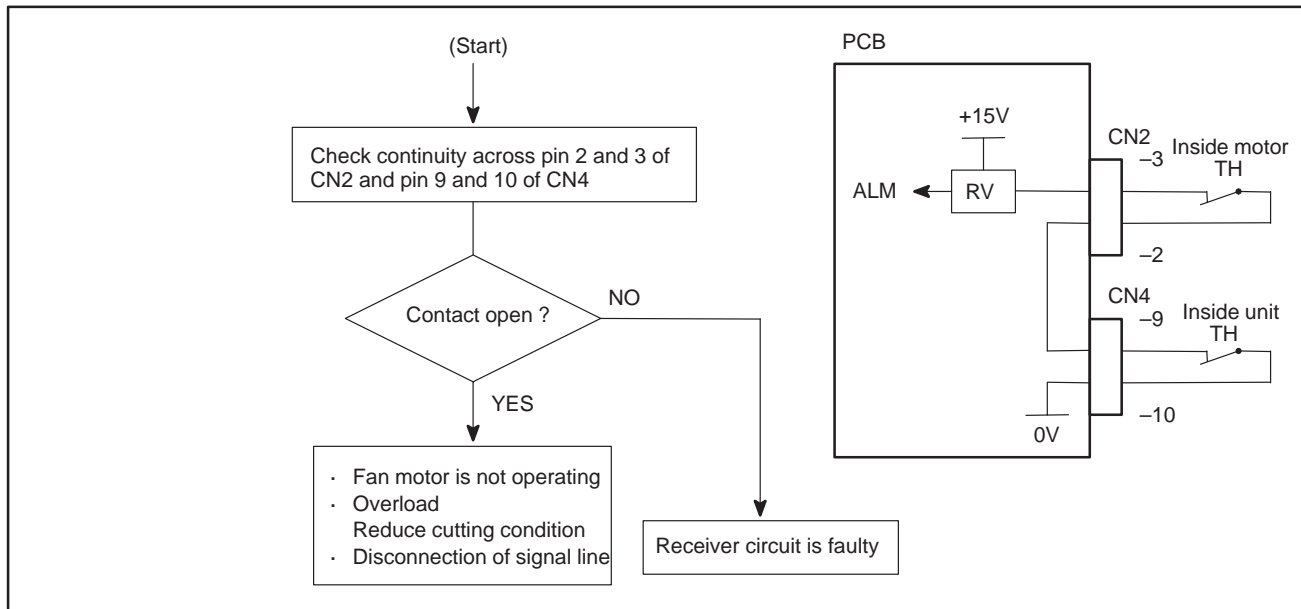 (Start)
Check continuity across pin 2 and 3 of
CN2 and pin 9 and 10 of CN4
Contact open ?
NO
YES
· Fan motor is not operating
· Overload
Reduce cutting condition
· Disconnection of signal line
Receiver circuit is faulty
PCB
+15V
ALM
RV
CN2
–3
Inside motor
TH
–2
CN4
–9
Inside unit
TH
–10
0V